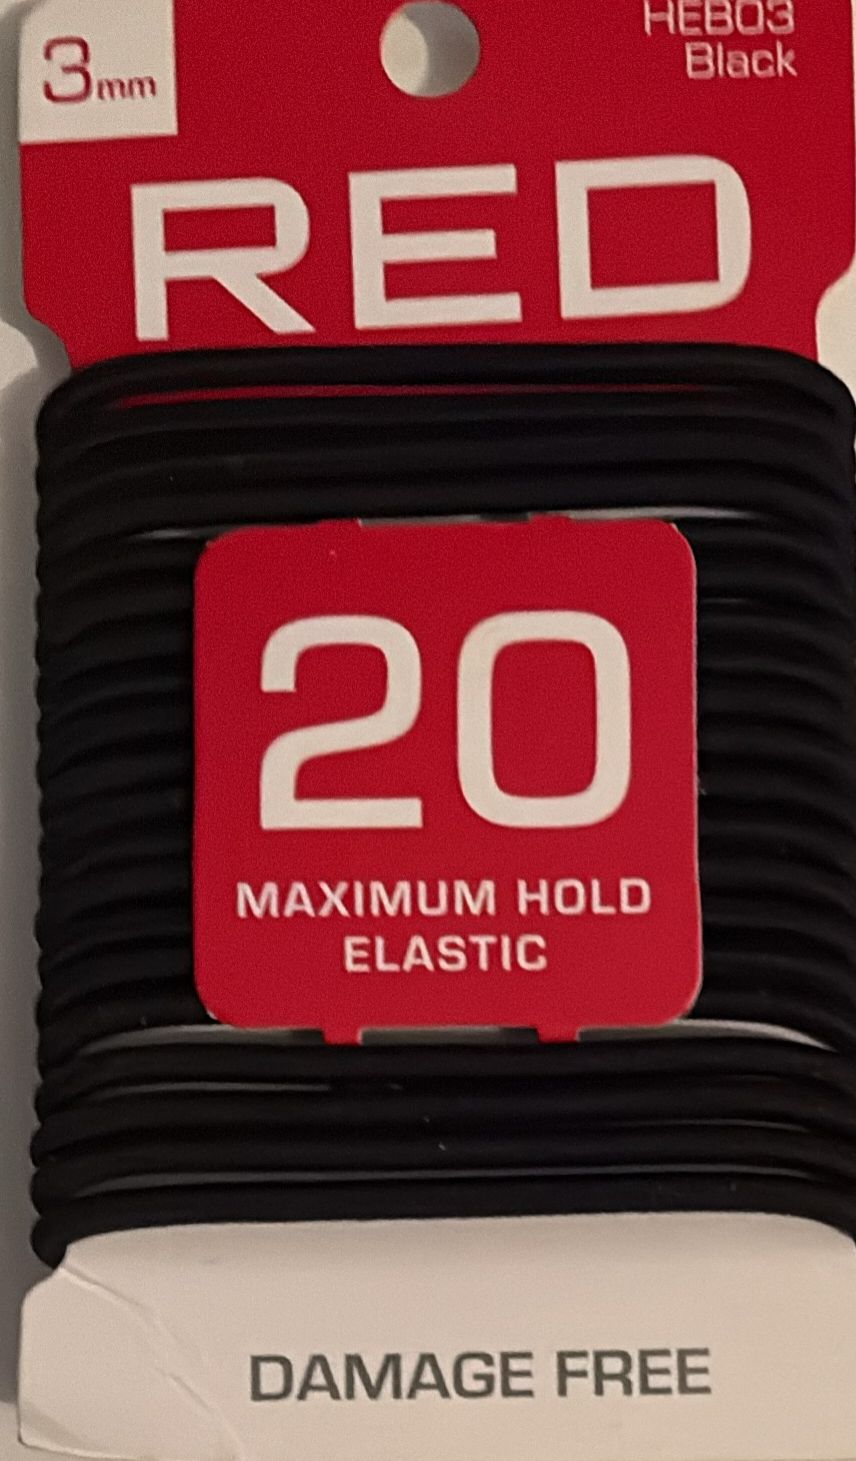 3mm
HEB03
Black
RED
20
MAXIMUM HOLD
ELASTIC
DAMAGE FREE